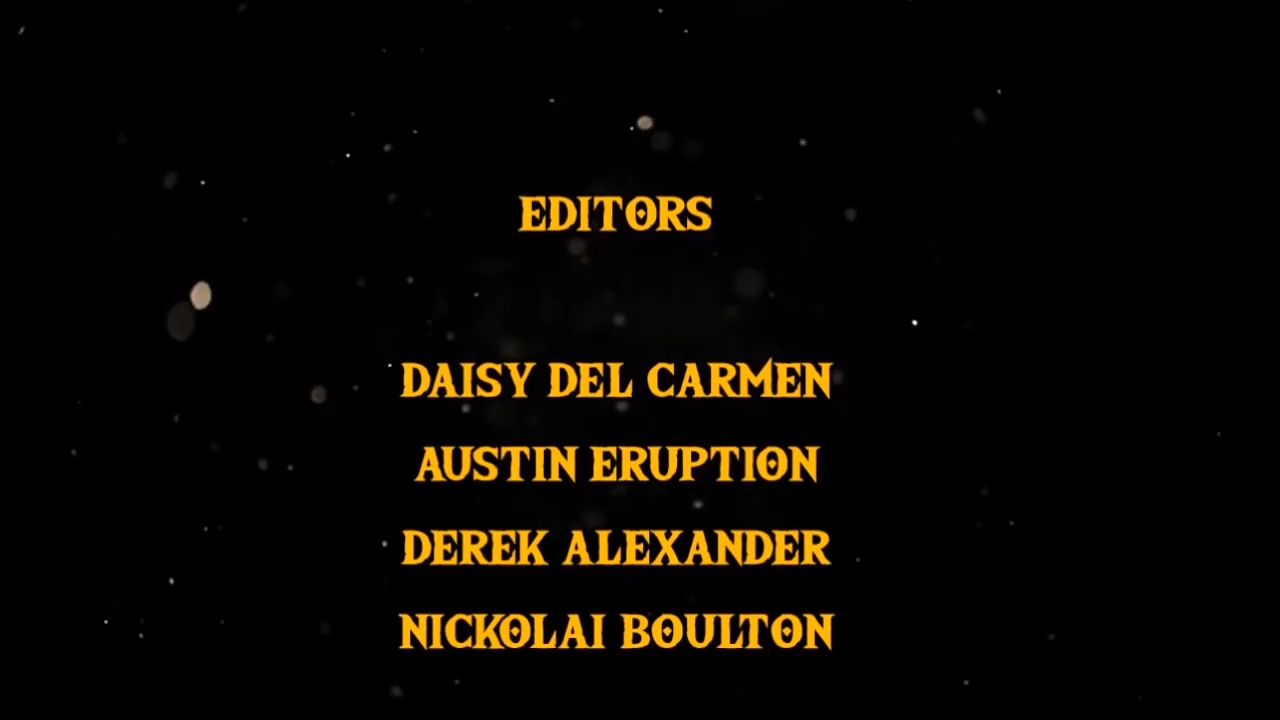 EDITORS
DAISY DEL CARMEN
AUSTIN ERUPTION
DEREK ALEXANDER
NICKOLAI BOULTON